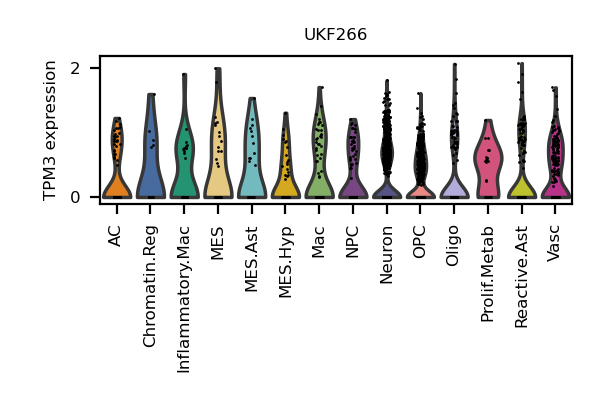 UKF266
TPM3 expression
2
0
AC
Chromatin.Reg
Inflammatory.Mac
MES
MES.Ast
MES.Hyp
Mac
NPC
Neuron
OPC
Oligo
Prolif.Metab
Reactive.Ast
Vasc